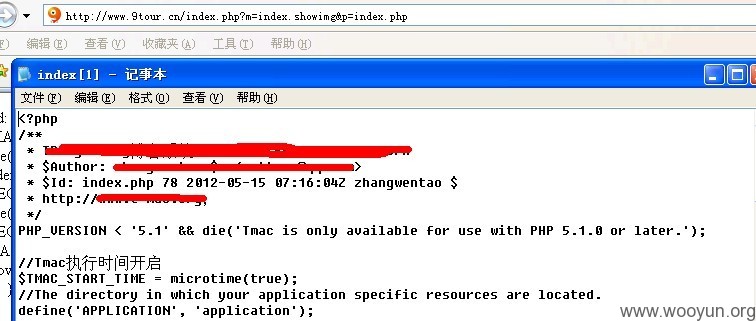 http://www.9tour.cn/index.php?m=index.showimg&p=index.php
编辑(E) 查看(V) 收藏夹(A) 工具(T) 帮助(H)
index[1] - 记事本
文件(F) 编辑(E) 格式(O) 查看(V) 帮助(H)
<?php
/**
*
* $Author: >
* $Id: index.php 78 2012-05-15 07:16:04Z zhangwentao $
* http://
*/
PHP_VERSION < '5.1' && die('Tmac is only available for use with PHP 5.1.0 or later.');
//Tmac执行时间开启
$TMAC_START_TIME = microtime(true);
//The directory in which your application specific resources are located.
define('APPLICATION', 'application');
www.wooyun.org